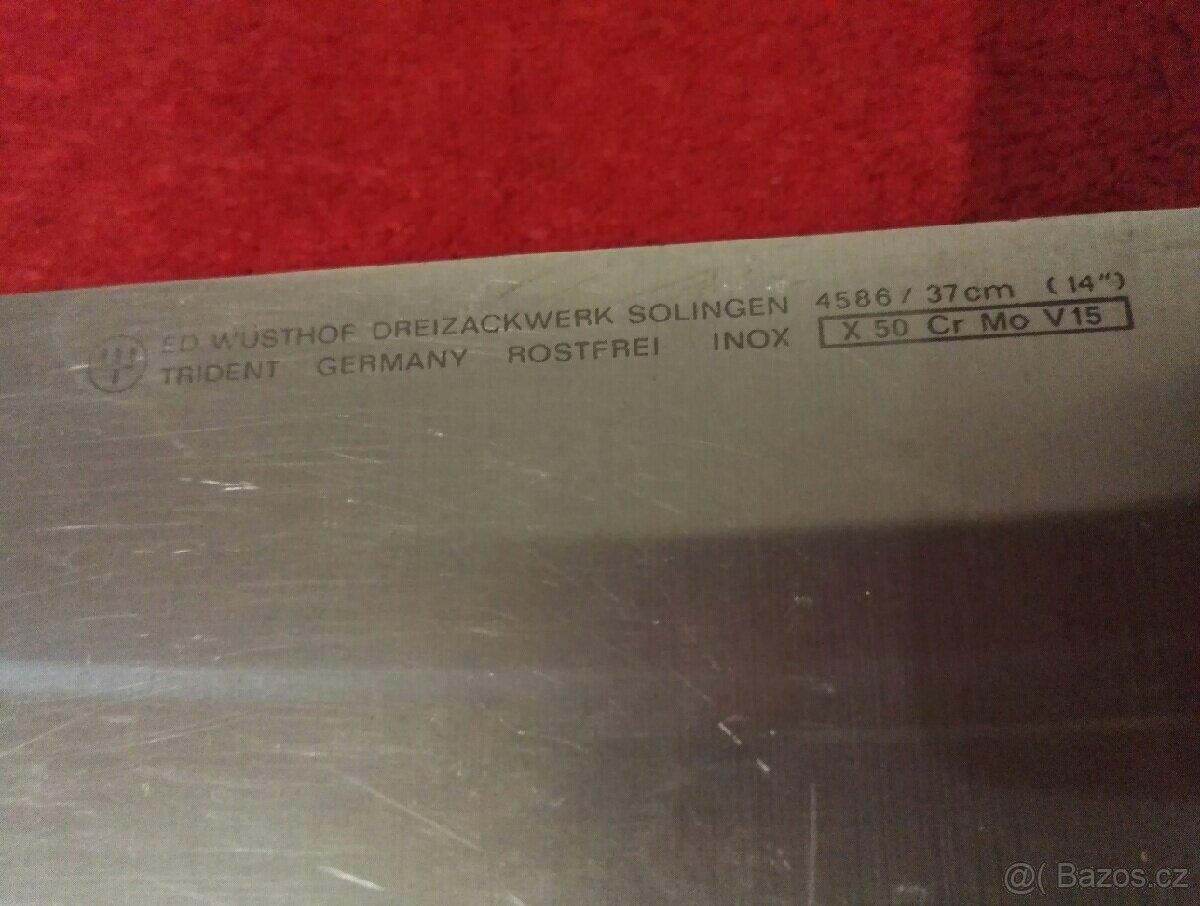 ED WÜSTHOF DREIZACKWERK SOLINGEN 4586 / 37cm (14")
TRIDENT GERMANY ROSTFREI INOX X 50 Cr Mo V15
@( Bazos.cz